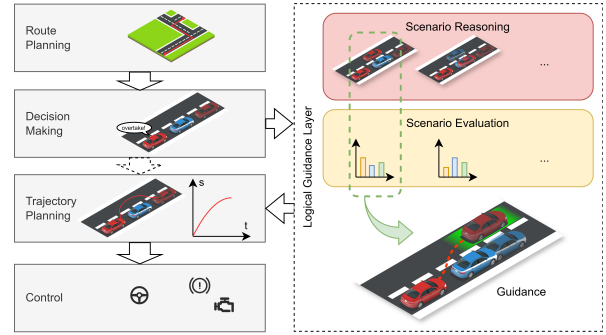 Route
Planning
Decision
Making
overtake!
Trajectory
Planning
s
t
Control
Logical Guidance Layer
Scenario Reasoning
...
Scenario Evaluation
...
Guidance